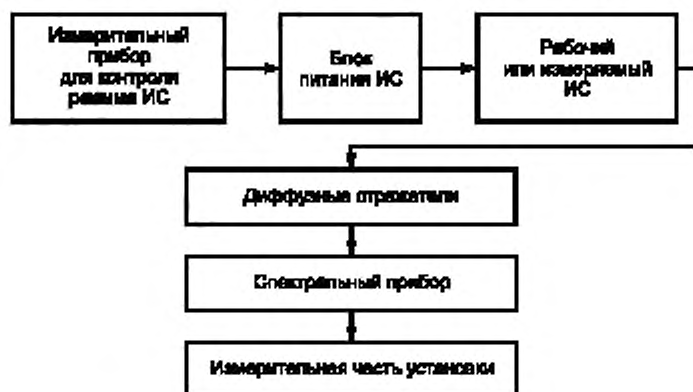 Измерительный
прибор
для контроля
режима ИС
Блок
питания ИС
Рабочий
или измеряемый
ИС
Диффузные отражатели
Спектральный прибор
Измерительная часть установки